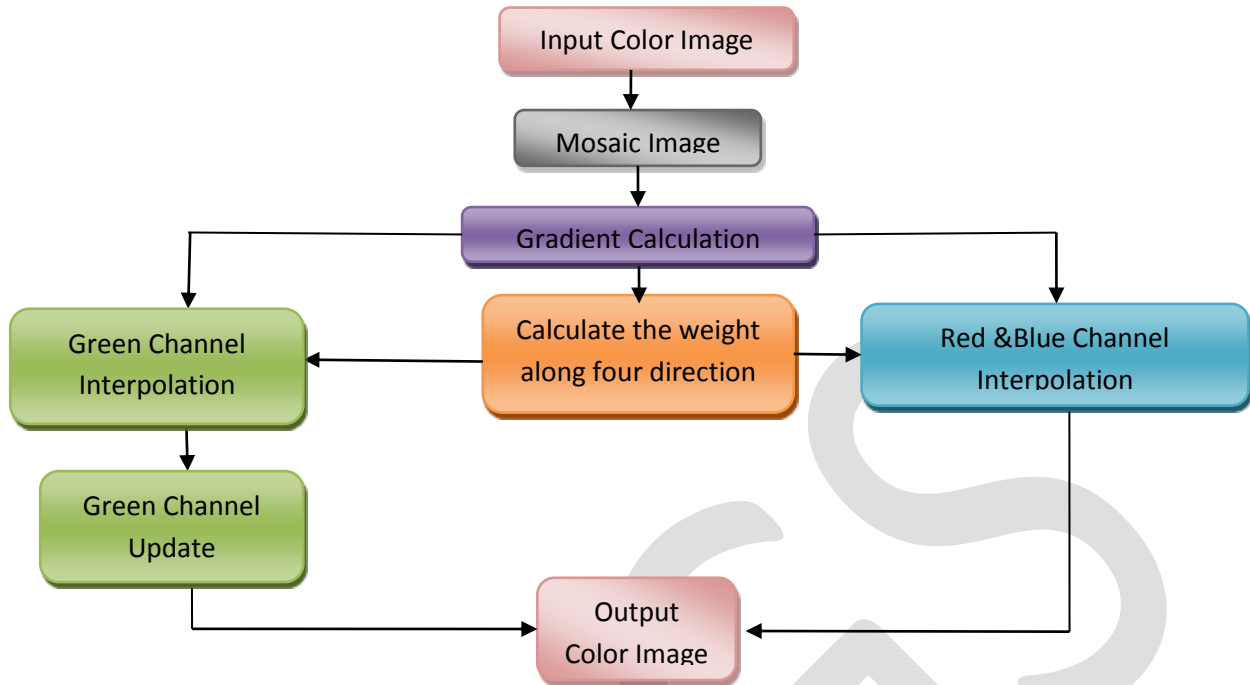 Input Color Image
Mosaic Image
Gradient Calculation
Green Channel
Interpolation
Calculate the weight
along four direction
Red &Blue Channel
Interpolation
Green Channel
Update
Output
Color Image